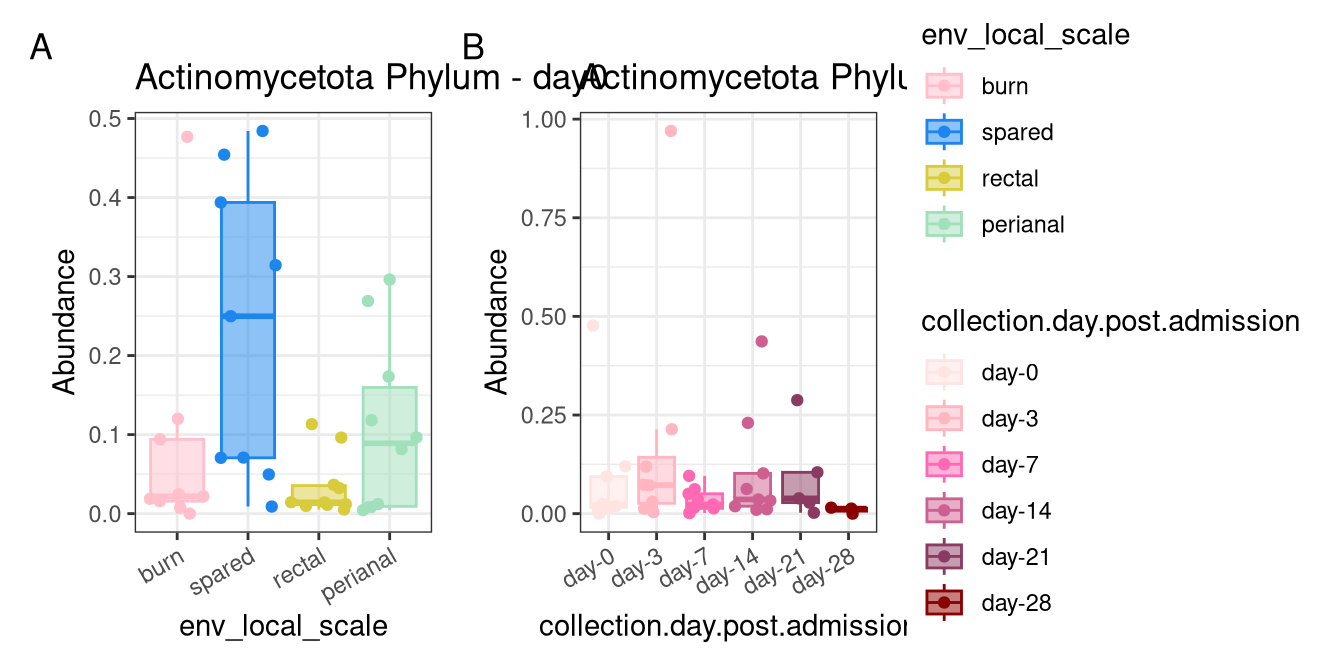 A
Actinomycetota Phylum - day0
Abundance
0.5
0.4
0.3
0.2
0.1
0.0
burn
spared
rectal
perianal
env_local_scale
B
Actinomycetota Phylu
Abundance
1.00
0.75
0.50
0.25
0.00
day-0
day-3
day-7
day-14
day-21
day-28
collection.day.post.admission
env_local_scale
burn
spared
rectal
perianal
collection.day.post.admission
day-0
day-3
day-7
day-14
day-21
day-28